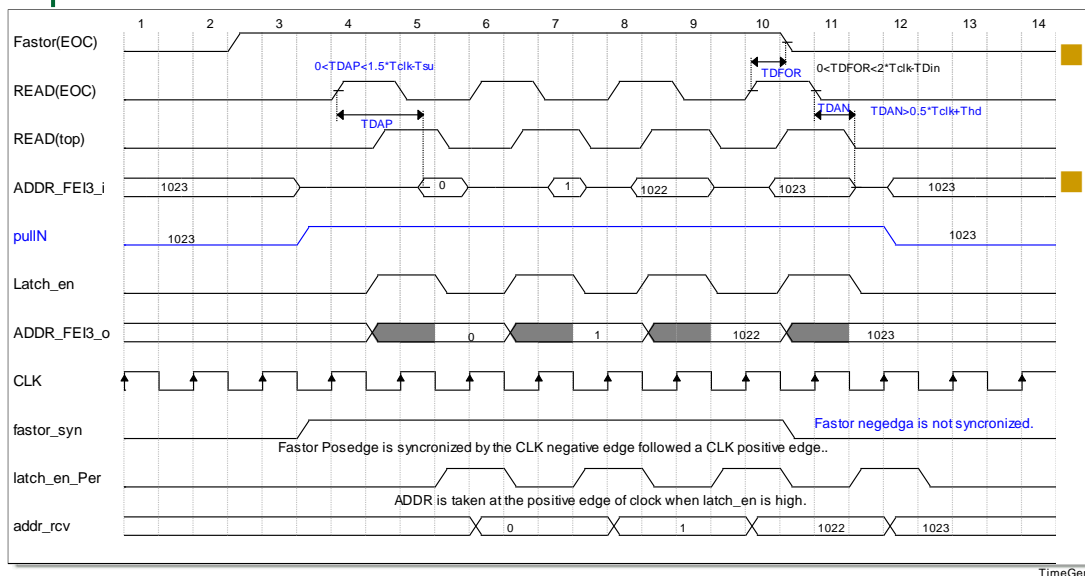 1 2 3 4 5 6 7 8 9 10 11 12 13 14
Fastor(EOC)
0<TDAP<1.5*Tclk-Tsu
TDFOR
0<TDFOR<2*Tclk-TDin
READ(EOC)
TDAP
TDAN
TDAN>0.5*Tclk+Thd
READ(top)
ADDR_FEI3_i 1023 0 1 1022 1023 1023
pullN 1023 1023
Latch_en
ADDR_FEI3_o 0 1 1022 1023
CLK
fastor_syn
Fastor negedga is not syncronized.
Fastor Posedge is syncronized by the CLK negative edge followed a CLK positive edge..
latch_en_Per
ADDR is taken at the positive edge of clock when latch_en is high.
addr_rcv 0 1 1022 1023